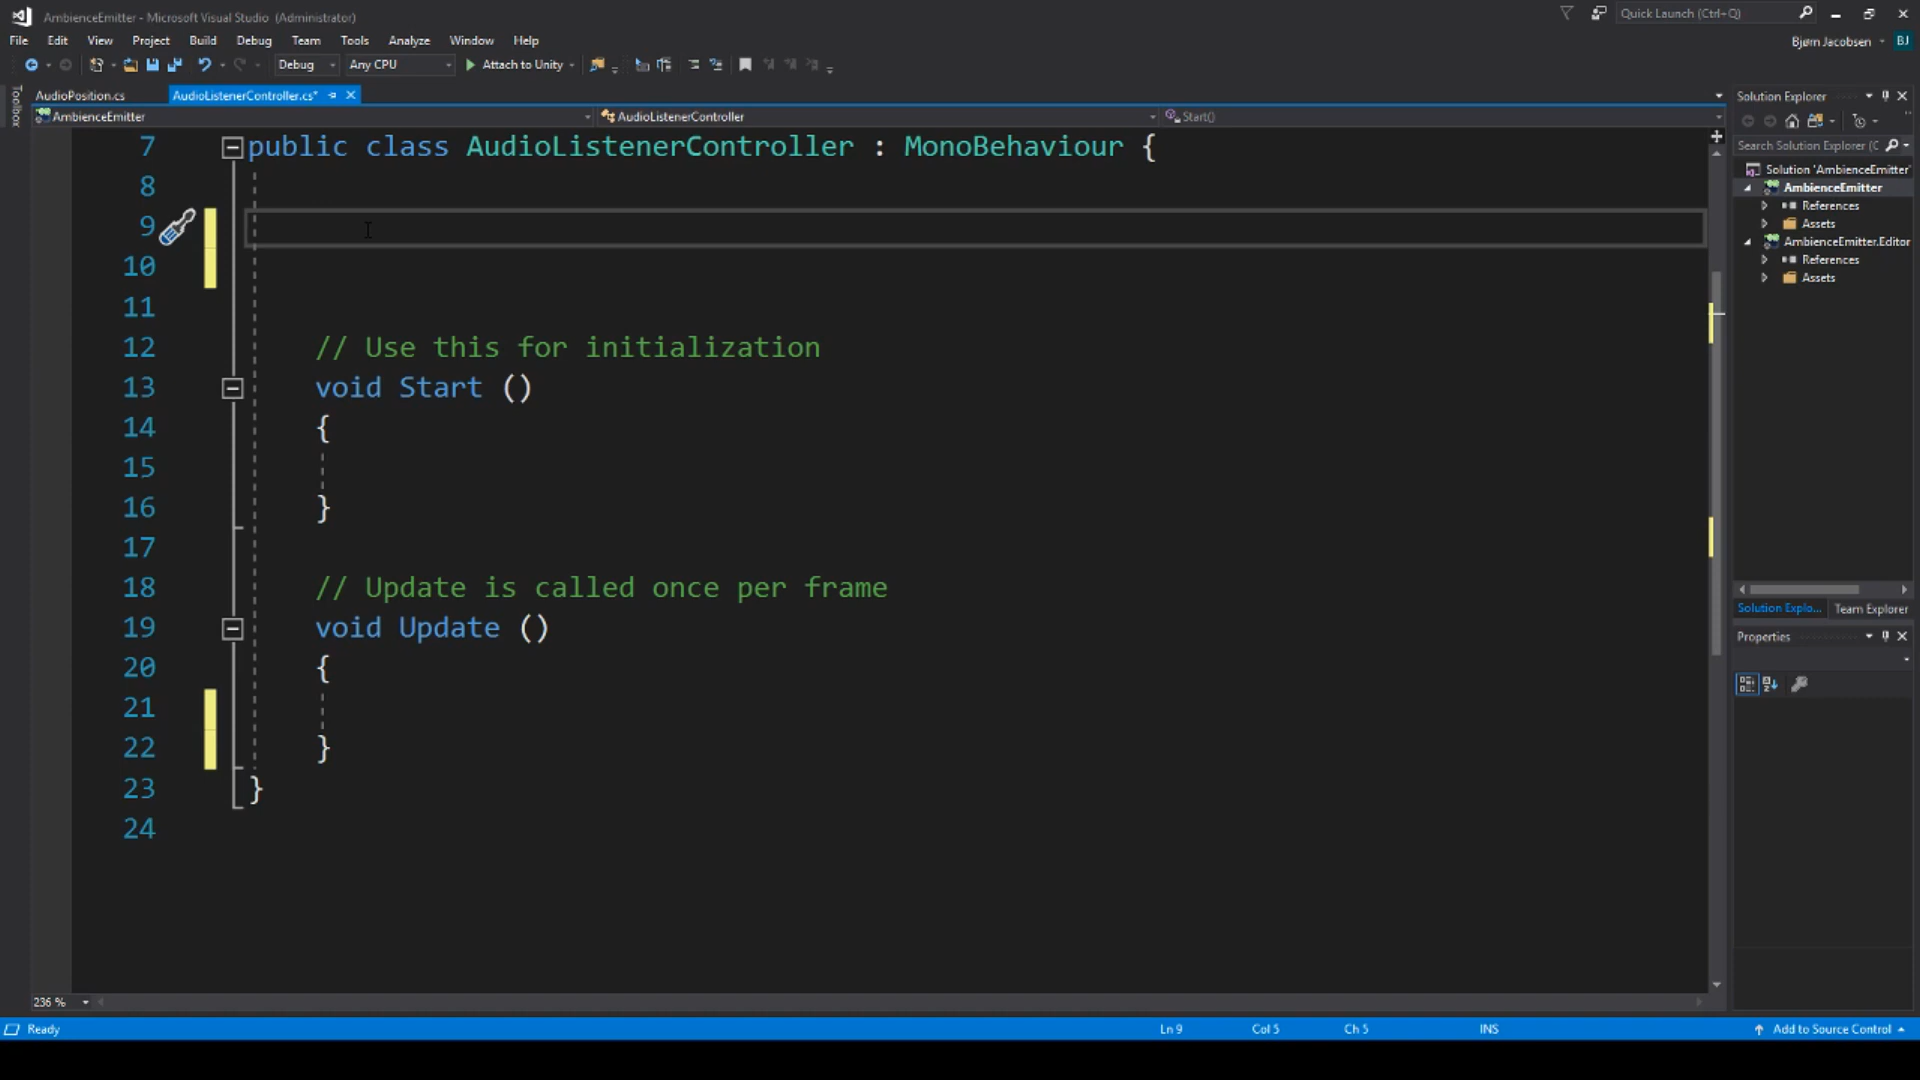 AmbienceEmitter - Microsoft Visual Studio (Administrator)
Quick Launch (Ctrl+Q)
File Edit View Project Build Debug Team Tools Analyze Window Help
Bjørn Jacobsen BJ
Debug Any CPU Attach to Unity
Toolbox
AudioPosition.cs AudioListenerController.cs*
AmbienceEmitter AudioListenerController Start()
7 public class AudioListenerController : MonoBehaviour {
8
9
10
11
12 // Use this for initialization
13 void Start ()
14 {
15
16 }
17
18 // Update is called once per frame
19 void Update ()
20 {
21
22 }
23 }
24
Solution Explorer
Search Solution Explorer (C
Solution 'AmbienceEmitter'
AmbienceEmitter
References
Assets
AmbienceEmitter.Editor
References
Assets
Solution Explo... Team Explorer
Properties
236 %
Ready Ln 9 Col 5 Ch 5 INS Add to Source Control